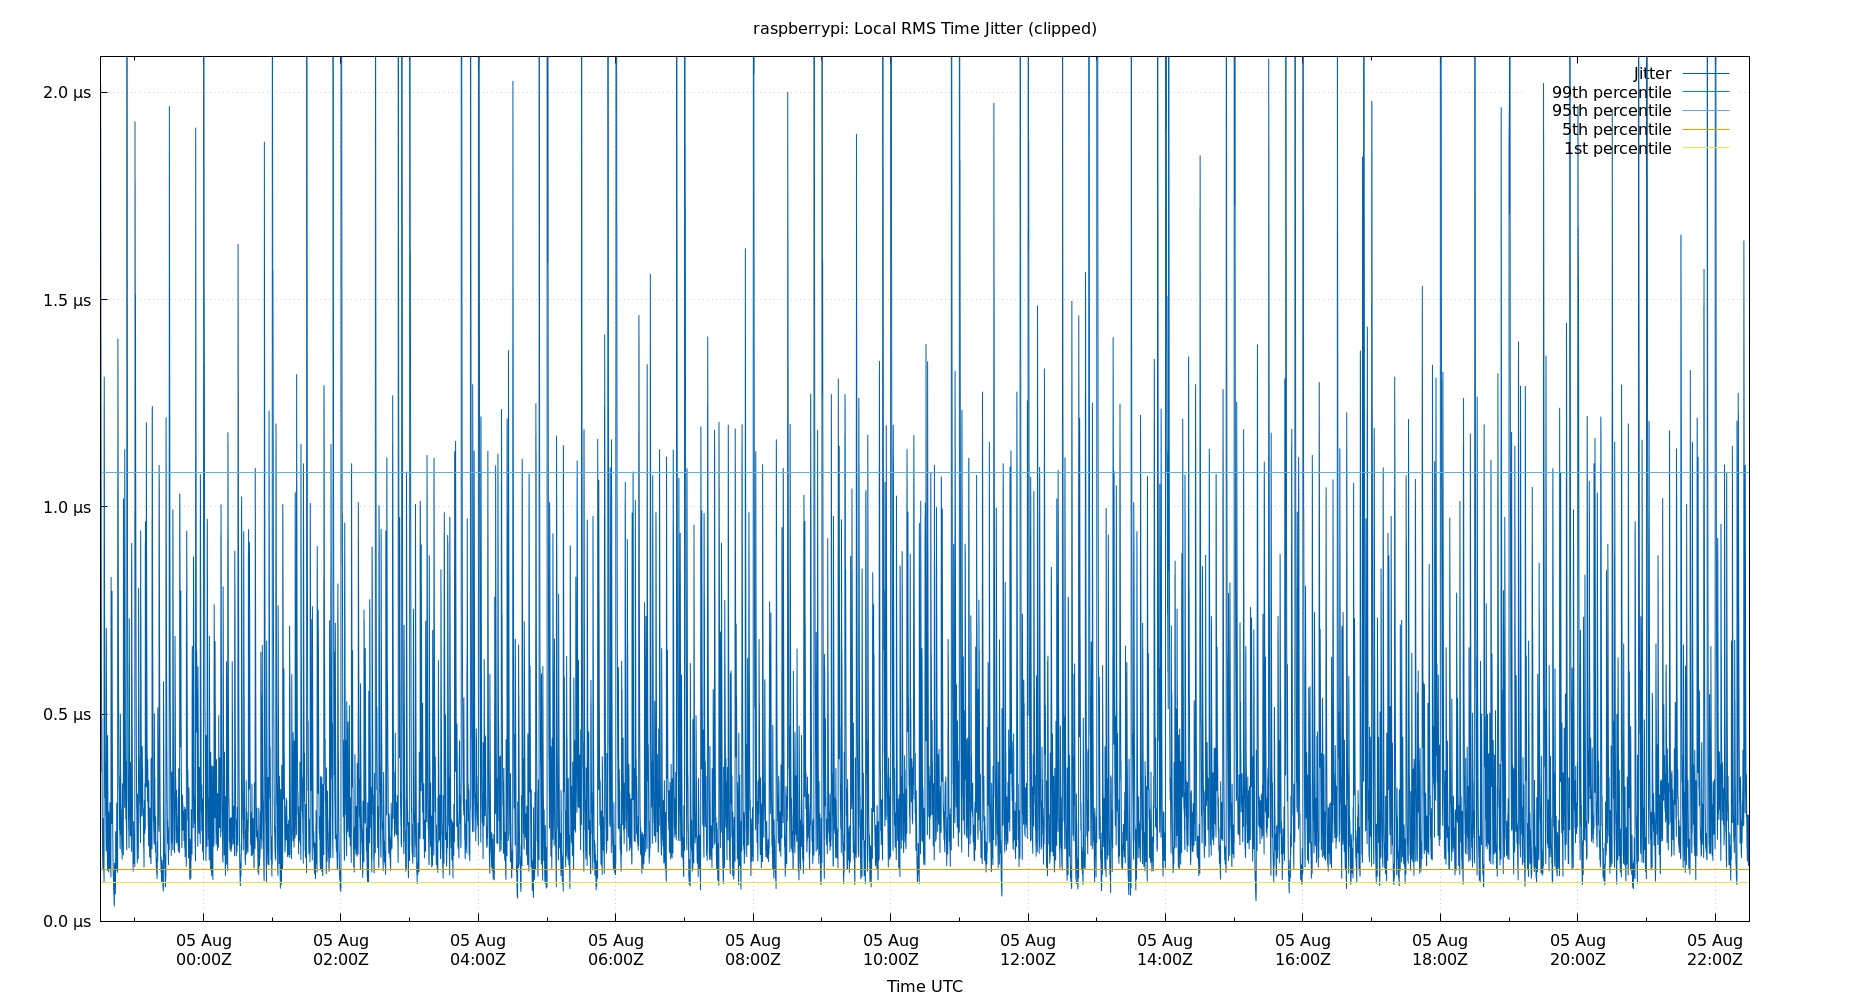 raspberrypi: Local RMS Time Jitter (clipped)
Jitter
99th percentile
95th percentile
5th percentile
1st percentile
2.0 µs
1.5 µs
1.0 µs
0.5 µs
0.0 µs
05 Aug 05 Aug 05 Aug 05 Aug 05 Aug 05 Aug 05 Aug 05 Aug 05 Aug 05 Aug 05 Aug 05 Aug
00:00Z 02:00Z 04:00Z 06:00Z 08:00Z 10:00Z 12:00Z 14:00Z 16:00Z 18:00Z 20:00Z 22:00Z
Time UTC